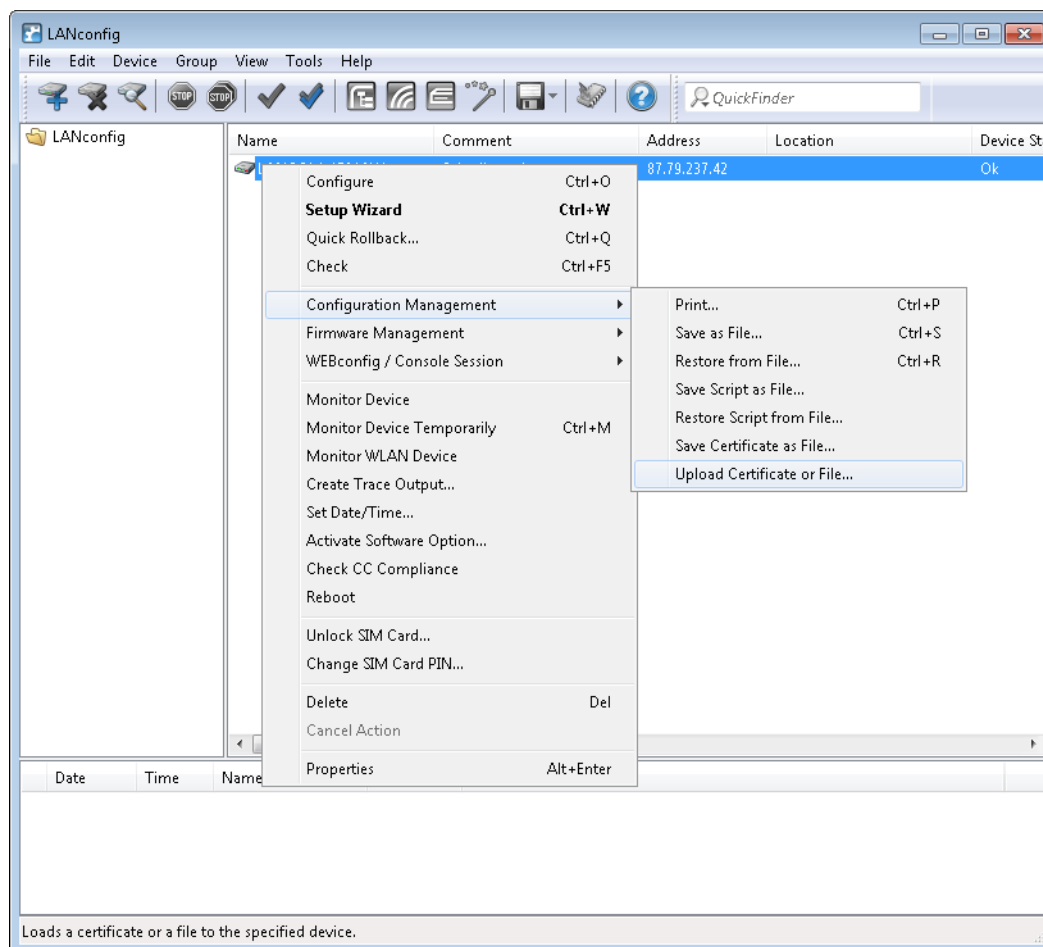 LANconfig
File Edit Device Group View Tools Help
STOP STOP QuickFinder
LANconfig
Name Comment Address Location Device St
87.79.237.42 Ok
Configure Ctrl+O
Setup Wizard Ctrl+W
Quick Rollback... Ctrl+Q
Check Ctrl+F5
Configuration Management
Firmware Management
WEBconfig / Console Session
Monitor Device
Monitor Device Temporarily Ctrl+M
Monitor WLAN Device
Create Trace Output...
Set Date/Time...
Activate Software Option...
Check CC Compliance
Reboot
Unlock SIM Card...
Change SIM Card PIN...
Delete Del
Cancel Action
Properties Alt+Enter
Print... Ctrl+P
Save as File... Ctrl+S
Restore from File... Ctrl+R
Save Script as File...
Restore Script from File...
Save Certificate as File...
Upload Certificate or File...
Date Time Name
Loads a certificate or a file to the specified device.